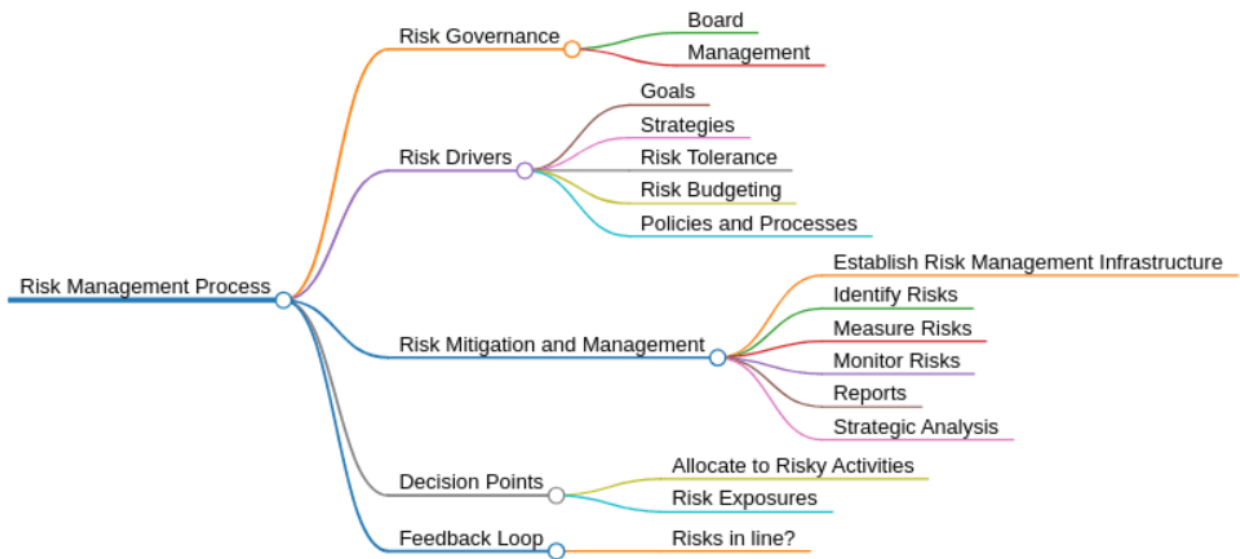 Risk Management Process
Risk Governance
Board
Management
Risk Drivers
Goals
Strategies
Risk Tolerance
Risk Budgeting
Policies and Processes
Risk Mitigation and Management
Establish Risk Management Infrastructure
Identify Risks
Measure Risks
Monitor Risks
Reports
Strategic Analysis
Decision Points
Allocate to Risky Activities
Risk Exposures
Feedback Loop
Risks in line?